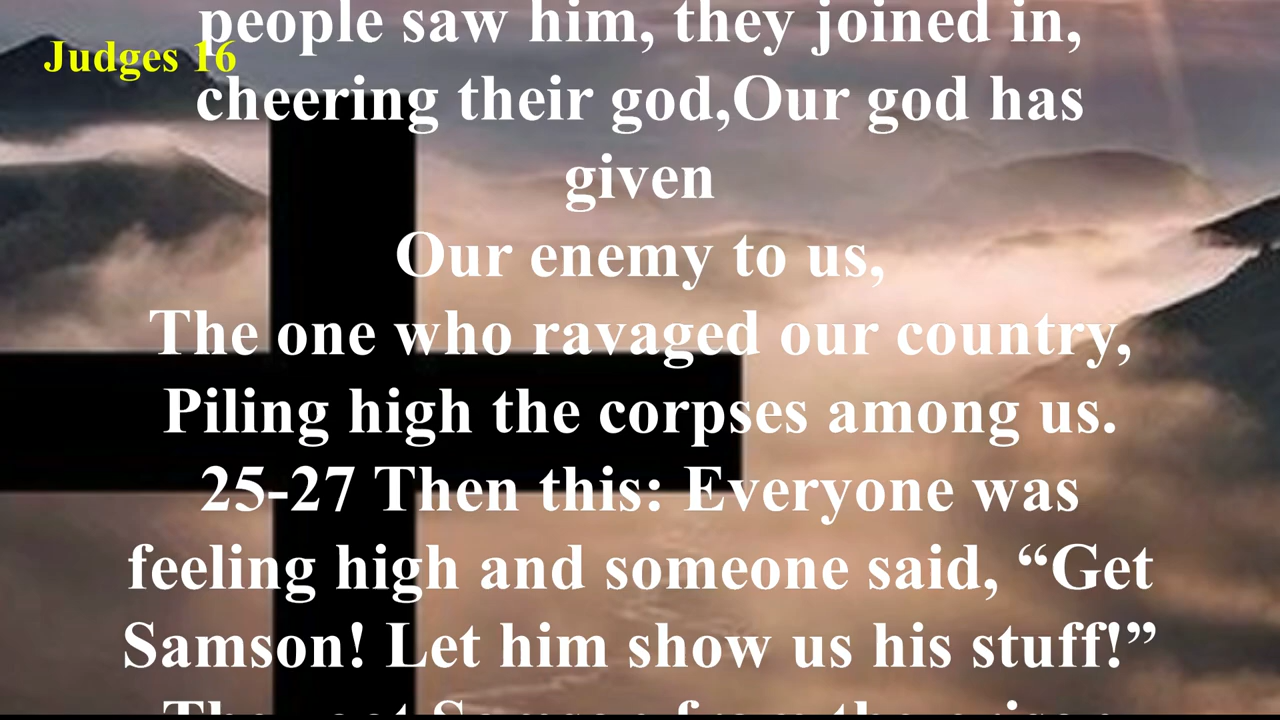 people saw him, they joined in,
Judges 16
cheering their god,Our god has
given
Our enemy to us,
The one who ravaged our country,
Piling high the corpses among us.
25-27 Then this: Everyone was
feeling high and someone said, “Get
Samson! Let him show us his stuff!”